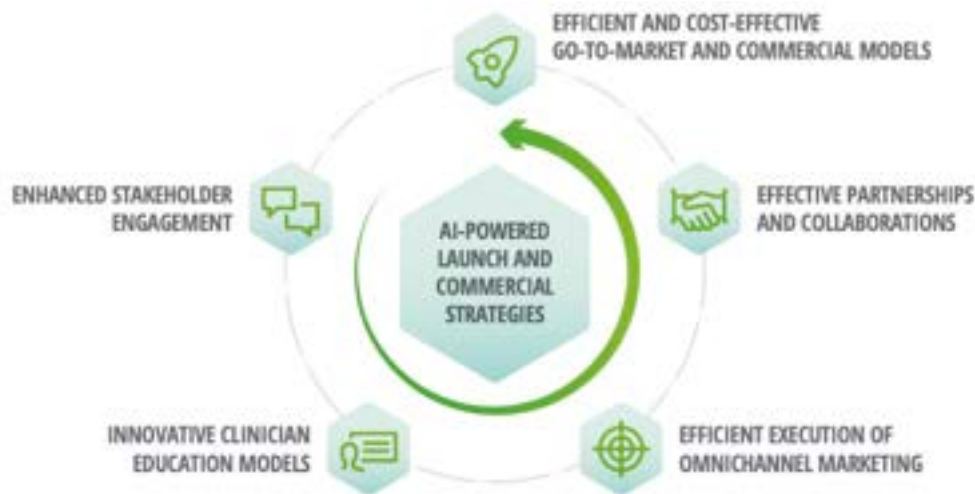 EFFICIENT AND COST-EFFECTIVE
GO-TO-MARKET AND COMMERCIAL MODELS
ENHANCED STAKEHOLDER
ENGAGEMENT
EFFECTIVE PARTNERSHIPS
AND COLLABORATIONS
AI-POWERED
LAUNCH AND
COMMERCIAL
STRATEGIES
INNOVATIVE CLINICIAN
EDUCATION MODELS
EFFICIENT EXECUTION OF
OMNICHANNEL MARKETING